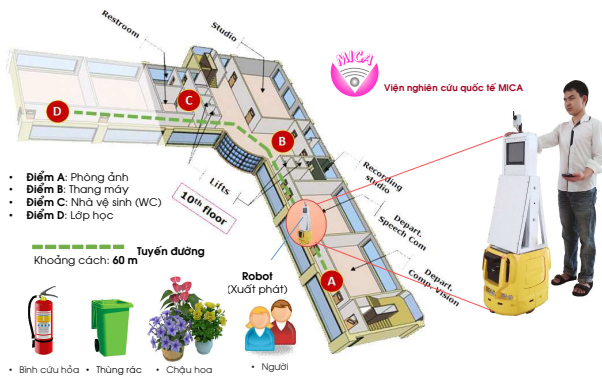 Restroom
Studio
MICA
Viện nghiên cứu quốc tế MICA
D
C
B
Lifts
10th floor
Recording
studio
Depart.
Speech Com
Depart.
Comp. Vision
A
• Điểm A: Phòng ảnh
• Điểm B: Thang máy
• Điểm C: Nhà vệ sinh (WC)
• Điểm D: Lớp học
Tuyến đường
Khoảng cách: 60 m
Robot
(Xuất phát)
• Bình cứu hỏa
• Thùng rác
• Chậu hoa
• Người